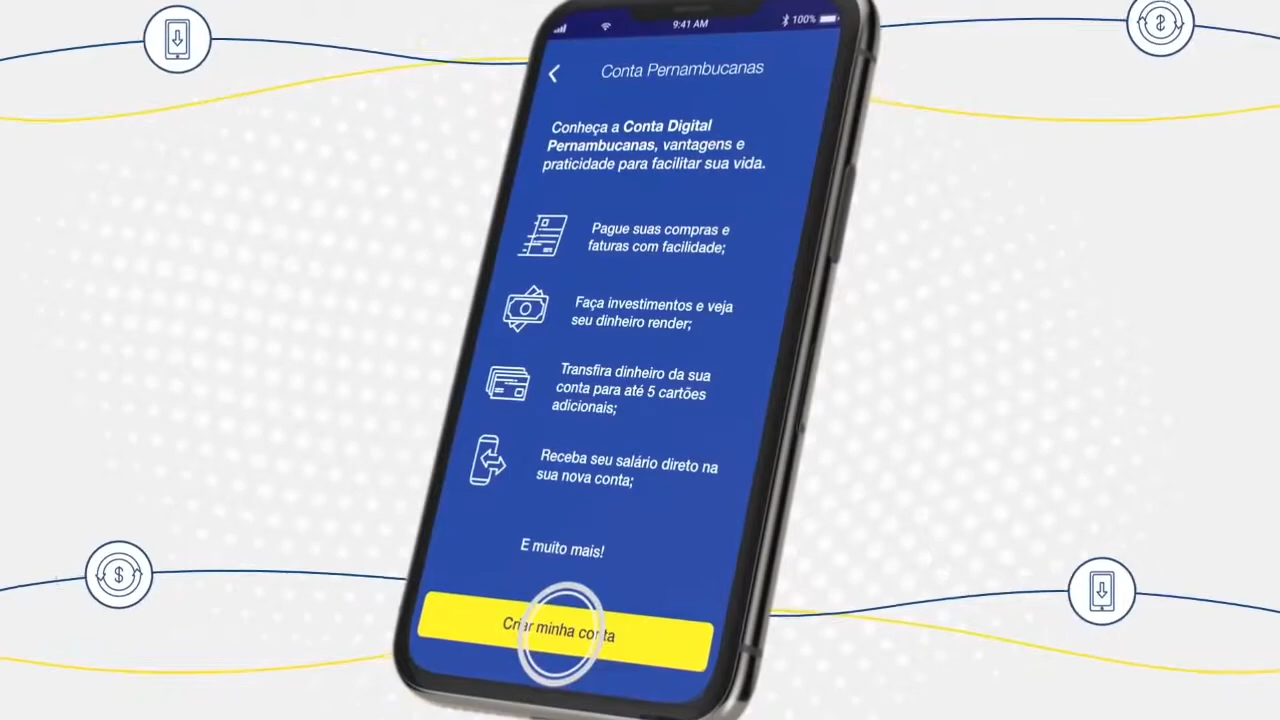 9:41 AM
100%
Conta Pernambucanas
Conheça a Conta Digital
Pernambucanas, vantagens e
praticidade para facilitar sua vida.
Pague suas compras e
faturas com facilidade;
Faça investimentos e veja
seu dinheiro render;
Transfira dinheiro da sua
conta para até 5 cartões
adicionais;
Receba seu salário direto na
sua nova conta;
E muito mais!
Criar minha conta